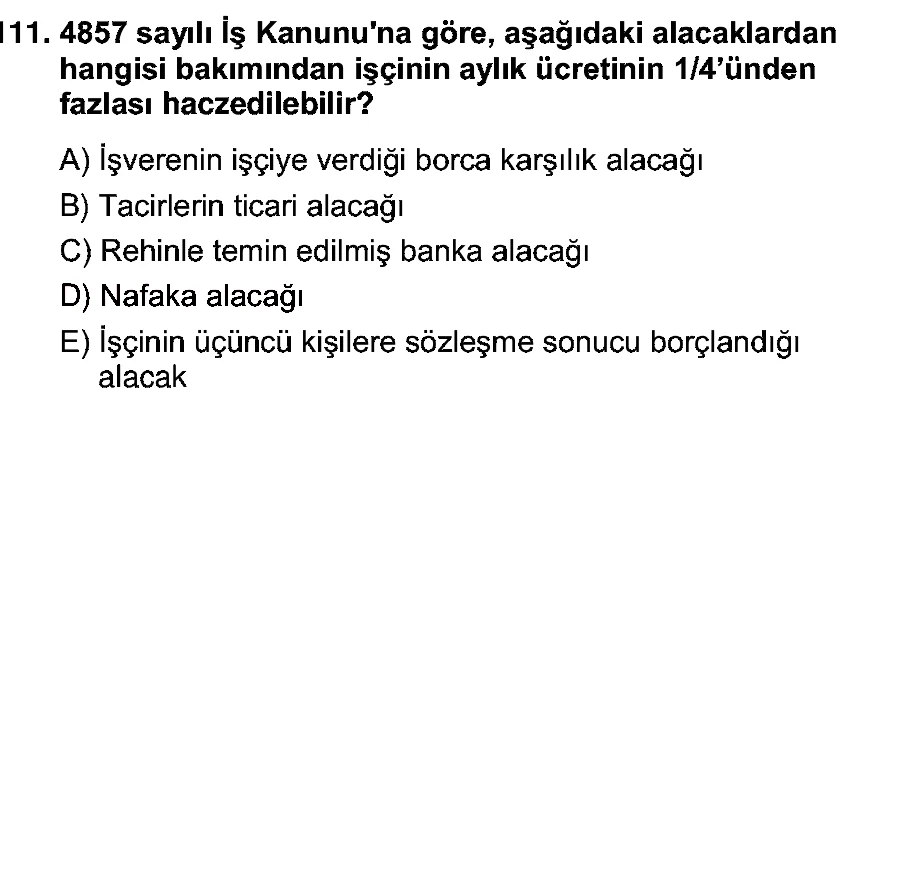 111. 4857 sayılı İş Kanunu'na göre, aşağıdaki alacaklardan
hangisi bakımından işçinin aylık ücretinin 1/4’ünden
fazlası haczedilebilir?
A) İşverenin işçiye verdiği borca karşılık alacağı
B) Tacirlerin ticari alacağı
C) Rehinle temin edilmiş banka alacağı
D) Nafaka alacağı
E) İşçinin üçüncü kişilere sözleşme sonucu borçlandığı
alacak